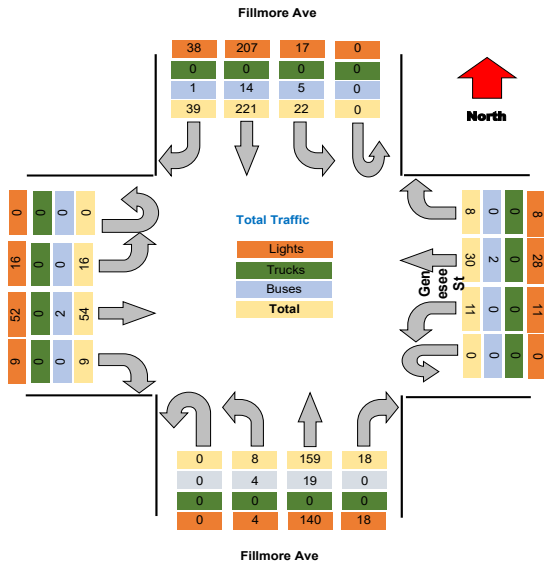 Fillmore Ave
38 207 17 0
0 0 0 0
1 14 5 0
39 221 22 0
North
0 0 0 0
16 0 0 16
52 0 2 54
9 0 0 9
Total Traffic
Lights
Trucks
Buses
Total
Gen
esee
St
8 0 0 8
30 2 0 28
11 0 0 11
0 0 0 0
0 8 159 18
0 4 19 0
0 0 0 0
0 4 140 18
Fillmore Ave